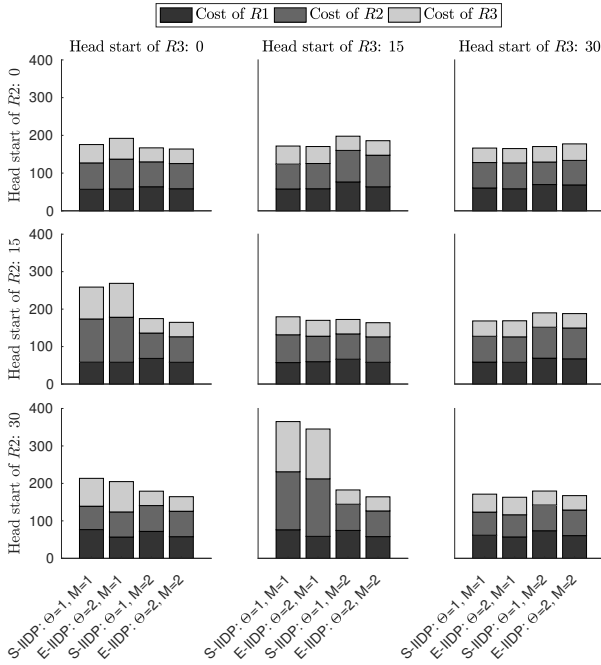 Cost of R1 Cost of R2 Cost of R3
Head start of R3: 0 Head start of R3: 15 Head start of R3: 30
Head start of R2: 0
400
300
200
100
0
Head start of R2: 15
400
300
200
100
0
Head start of R2: 30
400
300
200
100
0
S-IIDP: Θ=1, M=1
E-IIDP: Θ=2, M=1
S-IIDP: Θ=1, M=2
E-IIDP: Θ=2, M=2
S-IIDP: Θ=1, M=1
E-IIDP: Θ=2, M=1
S-IIDP: Θ=1, M=2
E-IIDP: Θ=2, M=2
S-IIDP: Θ=1, M=1
E-IIDP: Θ=2, M=1
S-IIDP: Θ=1, M=2
E-IIDP: Θ=2, M=2